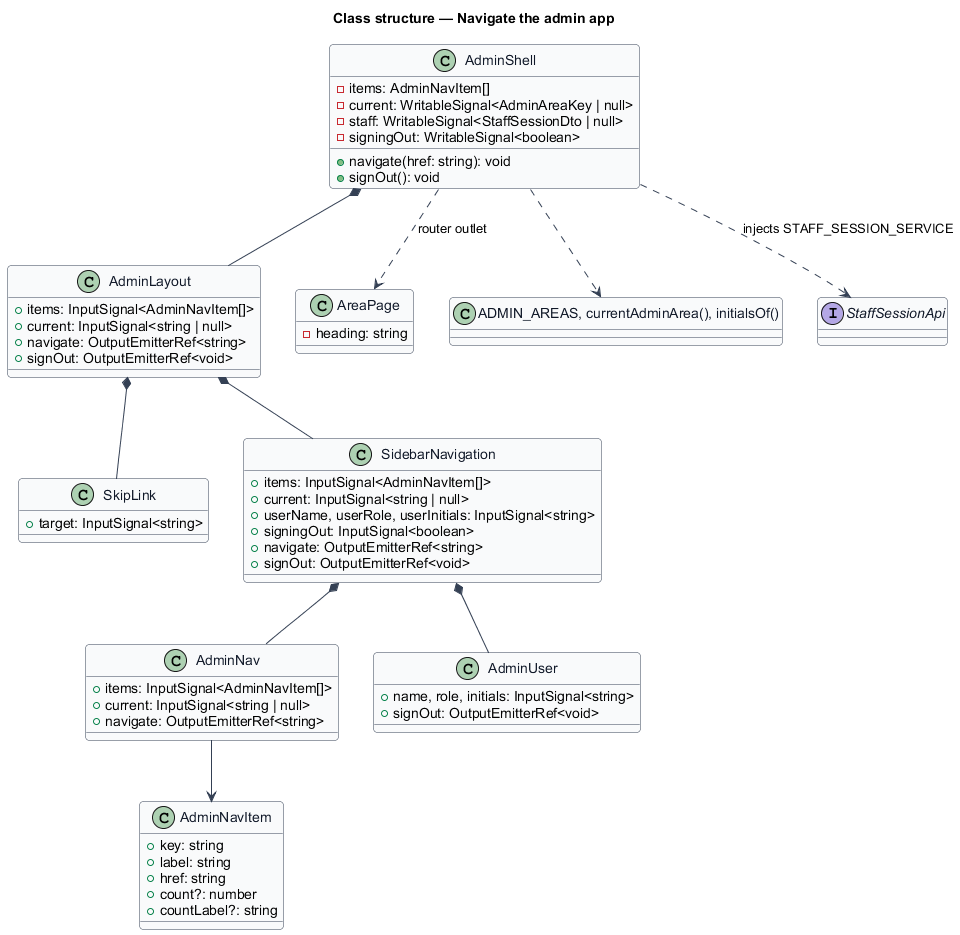 Class structure — Navigate the admin app
C AdminShell
items: AdminNavItem[]
current: WritableSignal<AdminAreaKey | null>
staff: WritableSignal<StaffSessionDto | null>
signingOut: WritableSignal<boolean>
navigate(href: string): void
signOut(): void
router outlet
injects STAFF_SESSION_SERVICE
C AdminLayout
items: InputSignal<AdminNavItem[]>
current: InputSignal<string | null>
navigate: OutputEmitterRef<string>
signOut: OutputEmitterRef<void>
C AreaPage
heading: string
C ADMIN_AREAS, currentAdminArea(), initialsOf()
I StaffSessionApi
C SkipLink
target: InputSignal<string>
C SidebarNavigation
items: InputSignal<AdminNavItem[]>
current: InputSignal<string | null>
userName, userRole, userInitials: InputSignal<string>
signingOut: InputSignal<boolean>
navigate: OutputEmitterRef<string>
signOut: OutputEmitterRef<void>
C AdminNav
items: InputSignal<AdminNavItem[]>
current: InputSignal<string | null>
navigate: OutputEmitterRef<string>
C AdminUser
name, role, initials: InputSignal<string>
signOut: OutputEmitterRef<void>
C AdminNavItem
key: string
label: string
href: string
count?: number
countLabel?: string